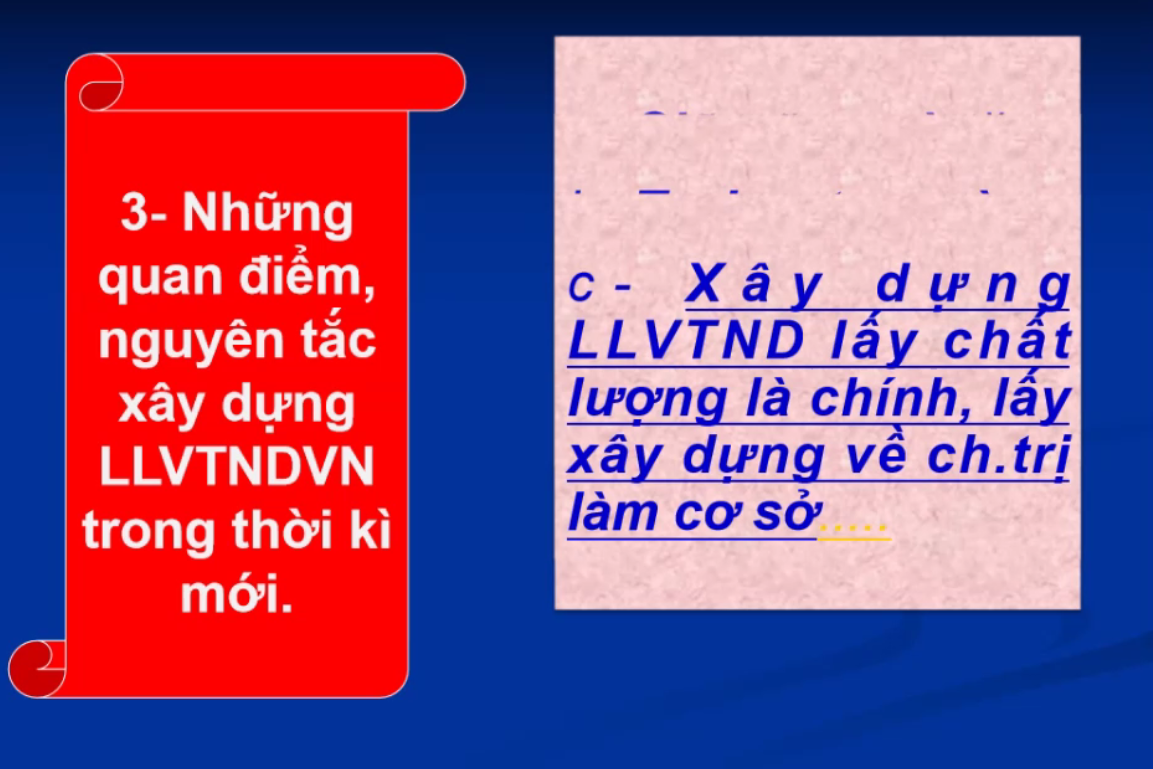 3- Những
quan điểm,
nguyên tắc
xây dựng
LLVTNDVN
trong thời kì
mới.
c - Xây dựng
LLVTND lấy chất
lượng là chính, lấy
xây dựng về ch.trị
làm cơ sở.....